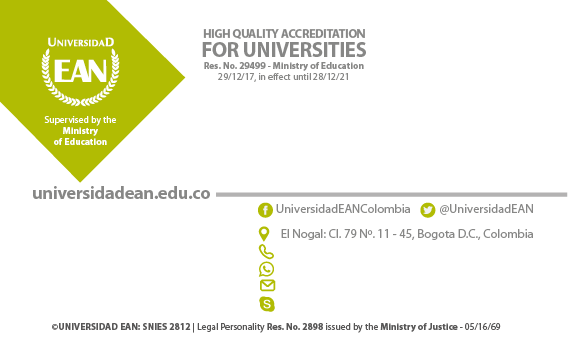 UNIVERSIDAD
EAN
Supervised by the
Ministry
of Education
HIGH QUALITY ACCREDITATION
FOR UNIVERSITIES
Res. No. 29499 - Ministry of Education
29/12/17, in effect until 28/12/21
universidadean.edu.co
UniversidadEANColombia @UniversidadEAN
El Nogal: Cl. 79 Nº. 11 - 45, Bogota D.C., Colombia
©UNIVERSIDAD EAN: SNIES 2812 | Legal Personality Res. No. 2898 issued by the Ministry of Justice - 05/16/69